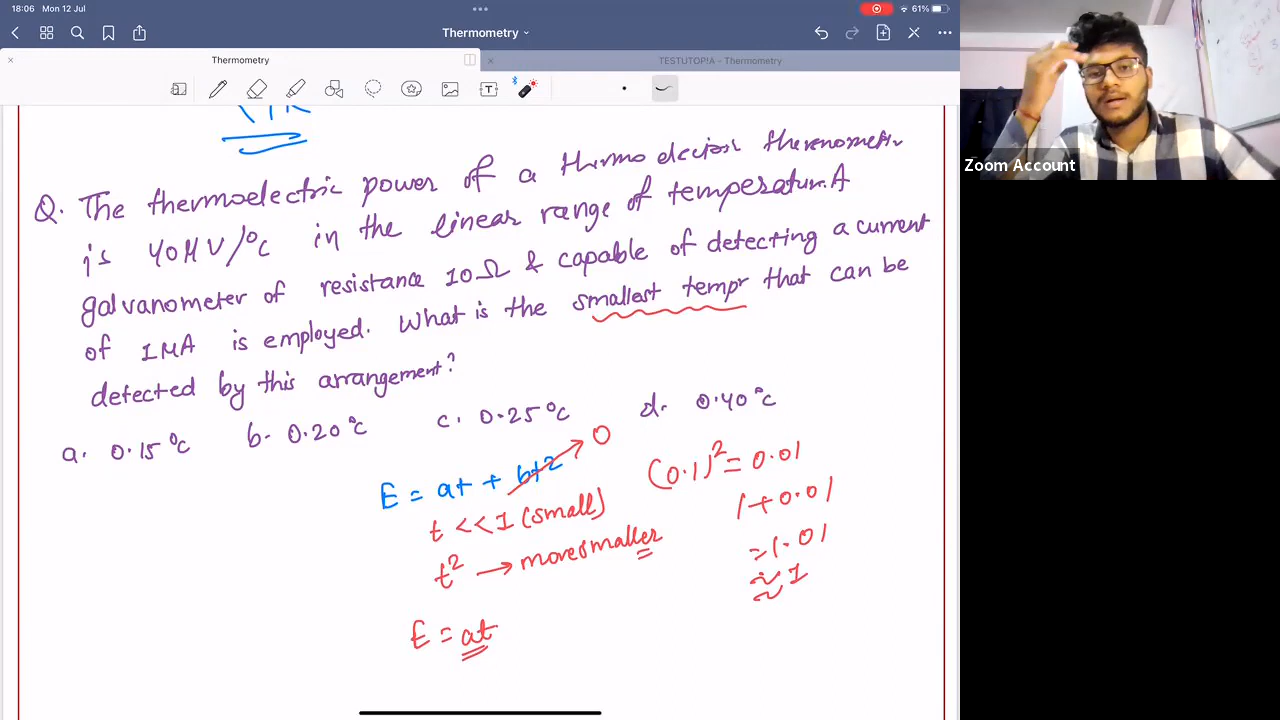 18:06 Mon 12 Jul
61%
Thermometry
Thermometry
TESTUTOP!A - Thermometry
Zoom Account
Q. The thermoelectric power of a thermo electric thermometer
is 40μV/°C in the linear range of temperature. A
galvanometer of resistance 10Ω & capable of detecting a current
of 1μA is employed. What is the smallest tempr that can be
detected by this arrangement?
a. 0.15°C b. 0.20°C c. 0.25°C d. 0.40°C
E = at + bt2 0
t << 1 (small)
t² → more smaller
E = at
(0.1)² = 0.01
1 + 0.01
= 1.01
≈ 1